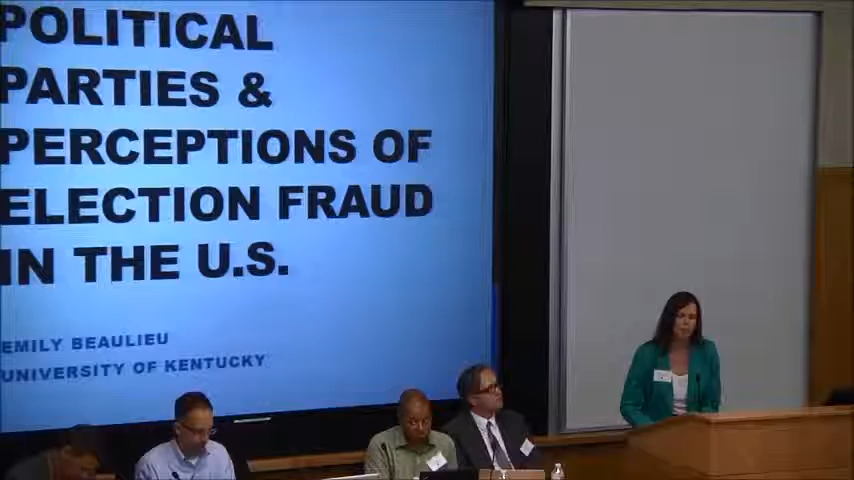 POLITICAL
PARTIES &
PERCEPTIONS OF
ELECTION FRAUD
IN THE U.S.
EMILY BEAULIEU
UNIVERSITY OF KENTUCKY